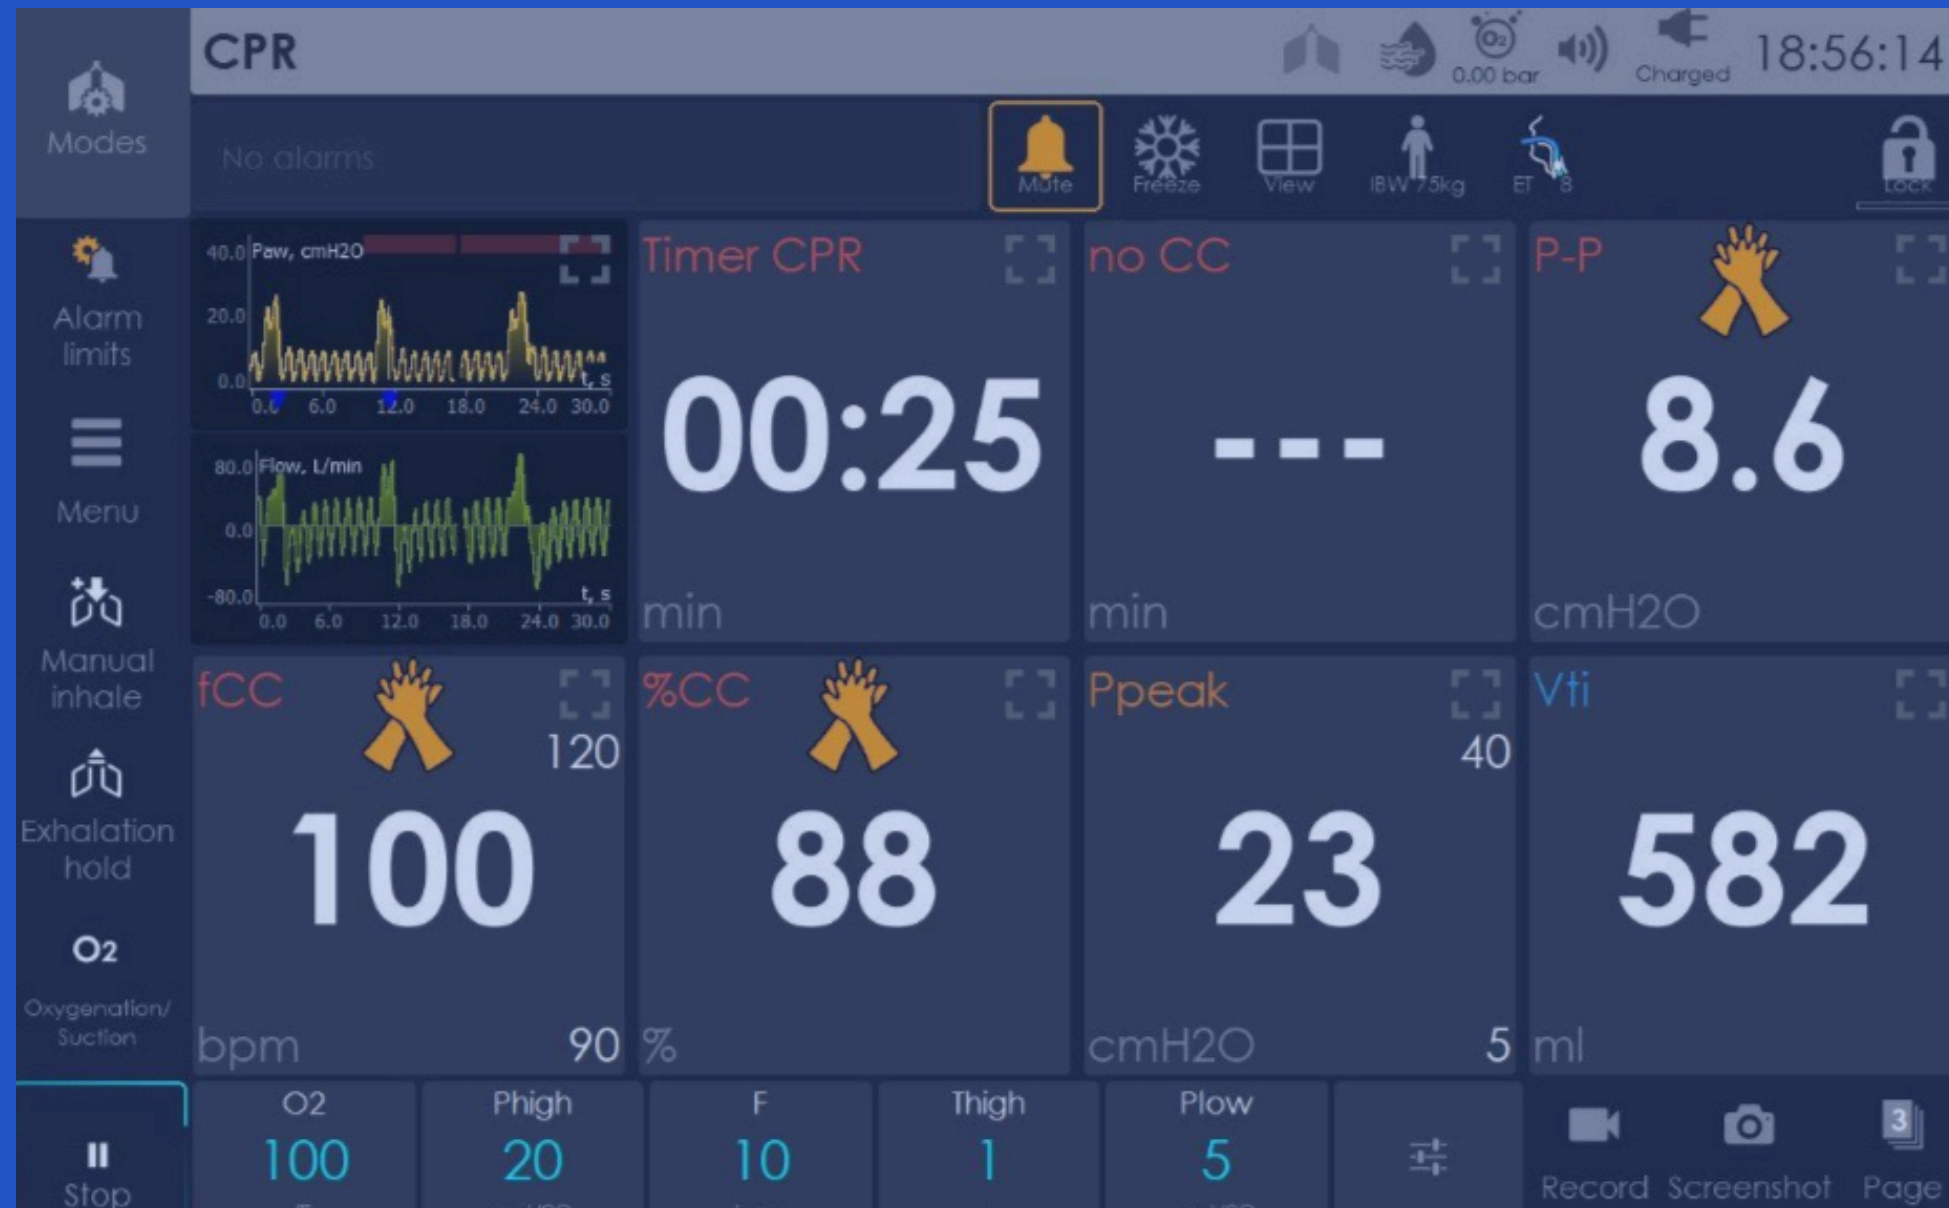 CPR
0.00 bar
Charged
18:56:14
Modes
No alarms
Mute
Freeze
View
IBW 75kg
ET 8
Lock
Alarm
limits
Menu
Manual
inhale
Exhalation
hold
O2
Oxygenation/
Suction
Stop
Paw, cmH2O
40.0
20.0
0.0
0.0 6.0 12.0 18.0 24.0 30.0
t, s
Flow, L/min
80.0
0.0
-80.0
0.0 6.0 12.0 18.0 24.0 30.0
t, s
Timer CPR
00:25
min
no CC
---
min
P-P
8.6
cmH2O
fCC
120
100
bpm
90
%CC
88
%
Ppeak
40
23
cmH2O
5
Vti
582
ml
O2
100
Phigh
20
F
10
Thigh
1
Plow
5
Record
Screenshot
3
Page